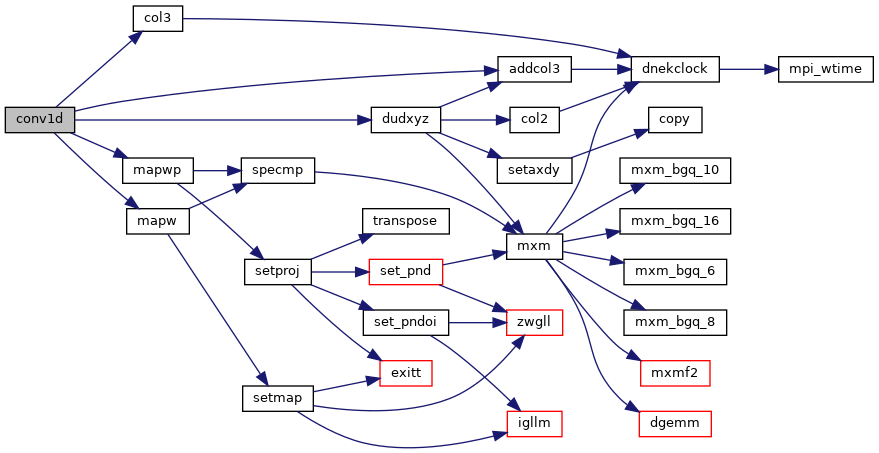 col3
addcol3
dnekclock
mpi_wtime
conv1d
dudxyz
col2
copy
mapwp
specmp
setaxdy
mxm_bgq_10
mapw
transpose
mxm
mxm_bgq_16
setproj
set_pnd
mxm_bgq_6
set_pndoi
zwgll
mxm_bgq_8
exitt
mxmf2
setmap
igllm
dgemm